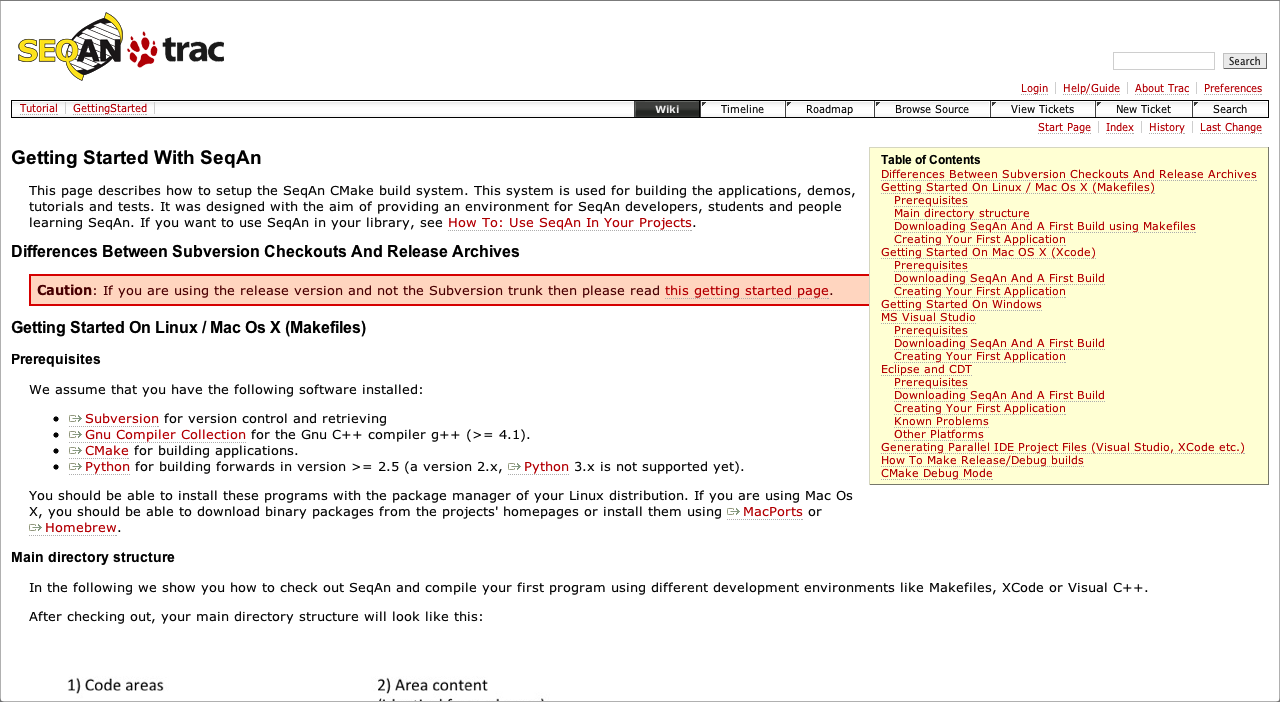 SEQAN trac
Search
Login Help/Guide About Trac Preferences
Tutorial GettingStarted
Wiki Timeline Roadmap Browse Source View Tickets New Ticket Search
Start Page Index History Last Change
Getting Started With SeqAn
This page describes how to setup the SeqAn CMake build system. This system is used for building the applications, demos,
tutorials and tests. It was designed with the aim of providing an environment for SeqAn developers, students and people
learning SeqAn. If you want to use SeqAn in your library, see How To: Use SeqAn In Your Projects.
Differences Between Subversion Checkouts And Release Archives
Caution: If you are using the release version and not the Subversion trunk then please read this getting started page.
Getting Started On Linux / Mac Os X (Makefiles)
Prerequisites
We assume that you have the following software installed:
• Subversion for version control and retrieving
• Gnu Compiler Collection for the Gnu C++ compiler g++ (>= 4.1).
• CMake for building applications.
• Python for building forwards in version >= 2.5 (a version 2.x, Python 3.x is not supported yet).
You should be able to install these programs with the package manager of your Linux distribution. If you are using Mac Os
X, you should be able to download binary packages from the projects' homepages or install them using MacPorts or
Homebrew.
Main directory structure
In the following we show you how to check out SeqAn and compile your first program using different development environments like Makefiles, XCode or Visual C++.
After checking out, your main directory structure will look like this:
1) Code areas 2) Area content
Table of Contents
Differences Between Subversion Checkouts And Release Archives
Getting Started On Linux / Mac Os X (Makefiles)
Prerequisites
Main directory structure
Downloading SeqAn And A First Build using Makefiles
Creating Your First Application
Getting Started On Mac OS X (Xcode)
Prerequisites
Downloading SeqAn And A First Build
Creating Your First Application
Getting Started On Windows
MS Visual Studio
Prerequisites
Downloading SeqAn And A First Build
Creating Your First Application
Eclipse and CDT
Prerequisites
Downloading SeqAn And A First Build
Creating Your First Application
Known Problems
Other Platforms
Generating Parallel IDE Project Files (Visual Studio, XCode etc.)
How To Make Release/Debug builds
CMake Debug Mode